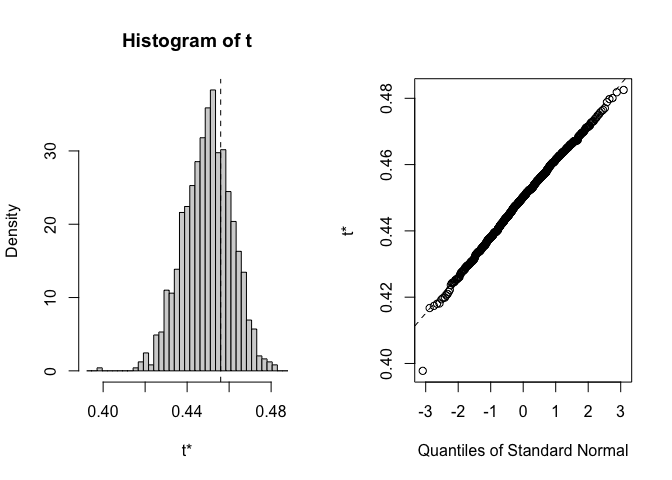 Histogram of t
Density
0 10 20 30
0.40 0.44 0.48
t*
t*
0.40 0.42 0.44 0.46 0.48
-3 -2 -1 0 1 2 3
Quantiles of Standard Normal